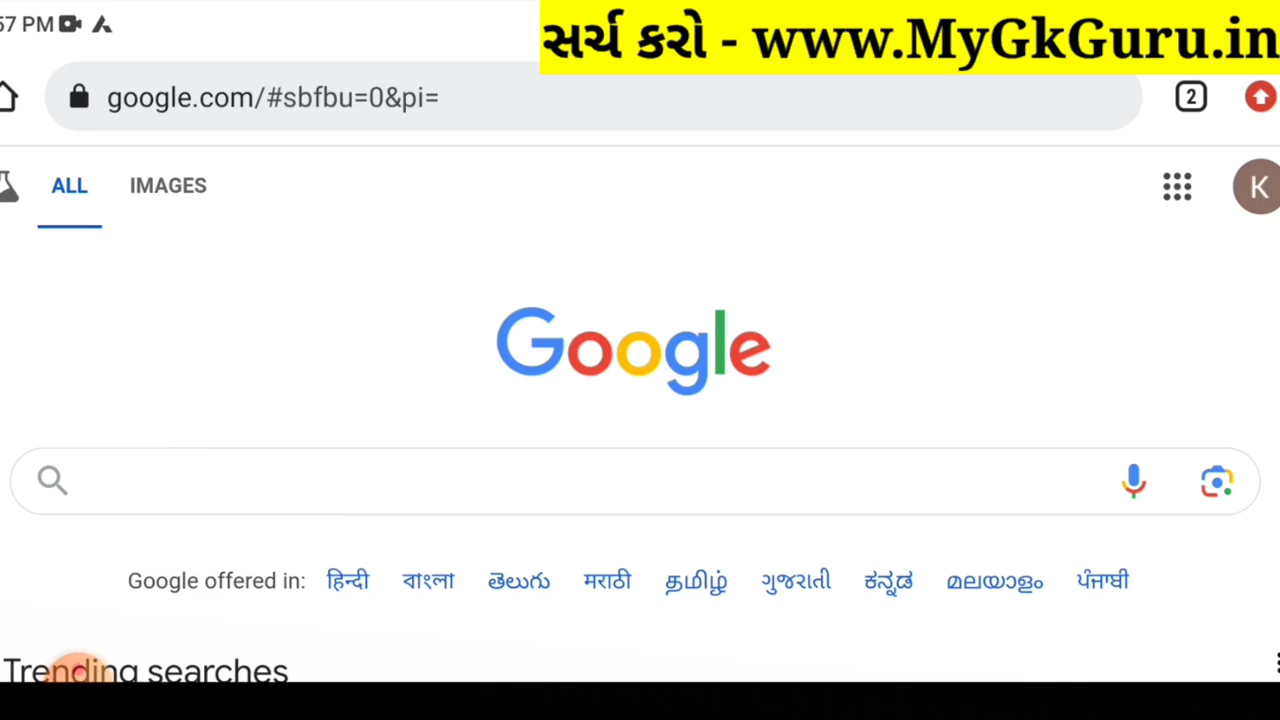 57 PM
સર્ચ કરો - www.MyGkGuru.in
google.com/#sbfbu=0&pi=
2
ALL IMAGES
K
Google
Google offered in: हिन्दी বাংলা తెలుగు मराठी தமிழ் ગુજરાતી ಕನ್ನಡ മലയാളം ਪੰਜਾਬੀ
Trending searches